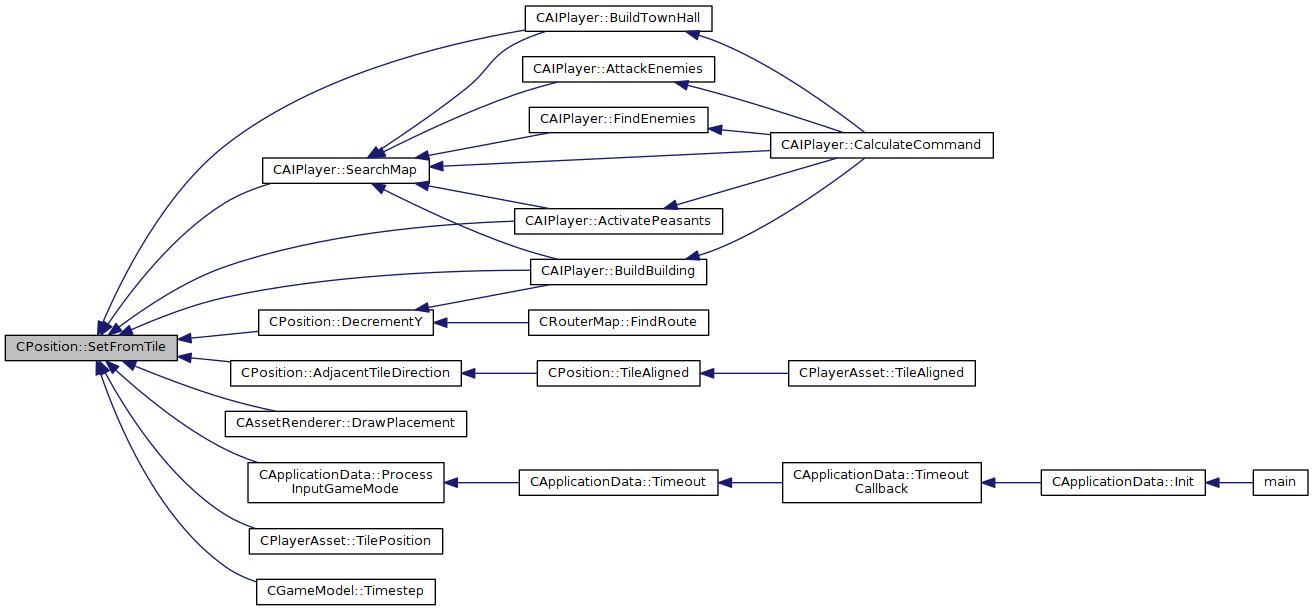 CAIPlayer::BuildTownHall
CAIPlayer::AttackEnemies
CAIPlayer::FindEnemies
CAIPlayer::CalculateCommand
CAIPlayer::SearchMap
CAIPlayer::ActivatePeasants
CAIPlayer::BuildBuilding
CPosition::DecrementY
CRouterMap::FindRoute
CPosition::SetFromTile
CPosition::AdjacentTileDirection
CPosition::TileAligned
CPlayerAsset::TileAligned
CAssetRenderer::DrawPlacement
CApplicationData::Process
InputGameMode
CApplicationData::Timeout
CApplicationData::Timeout
Callback
CApplicationData::Init
main
CPlayerAsset::TilePosition
CGameModel::Timestep